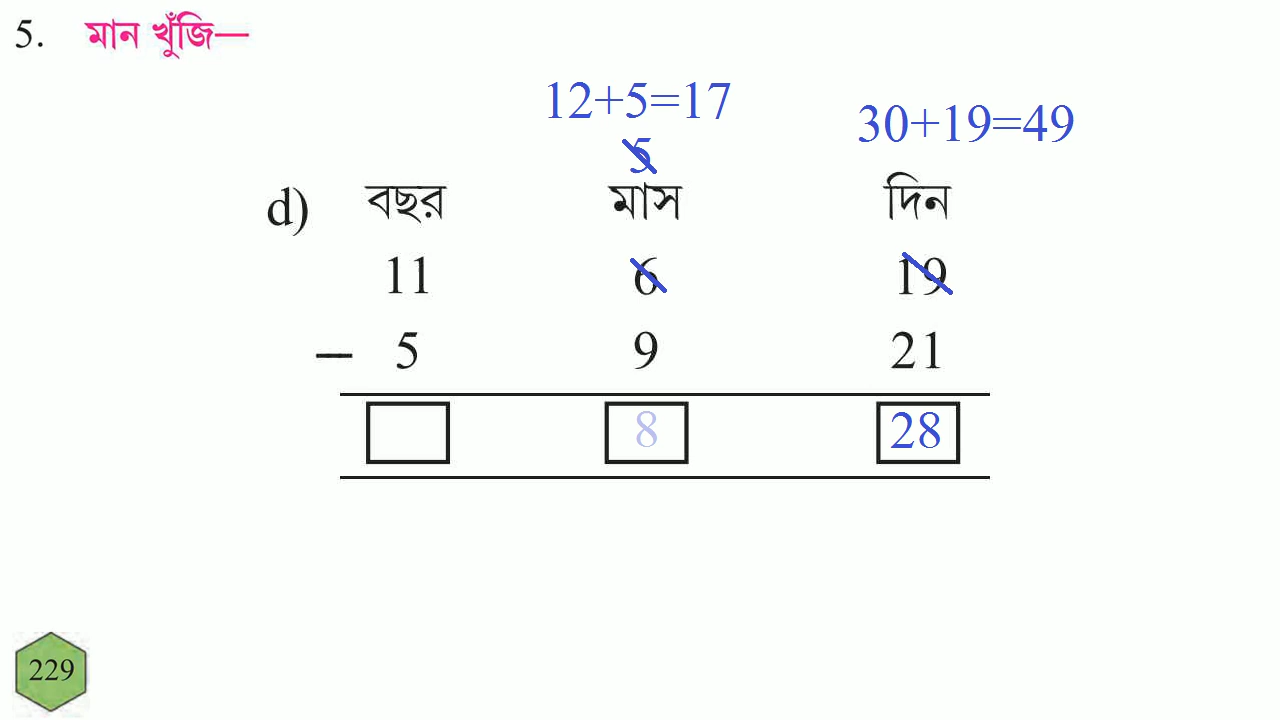 5. মান খুঁজি—
12+5=17 30+19=49
5
d) বছর মাস দিন
11 6 19
— 5 9 21
8 28
229